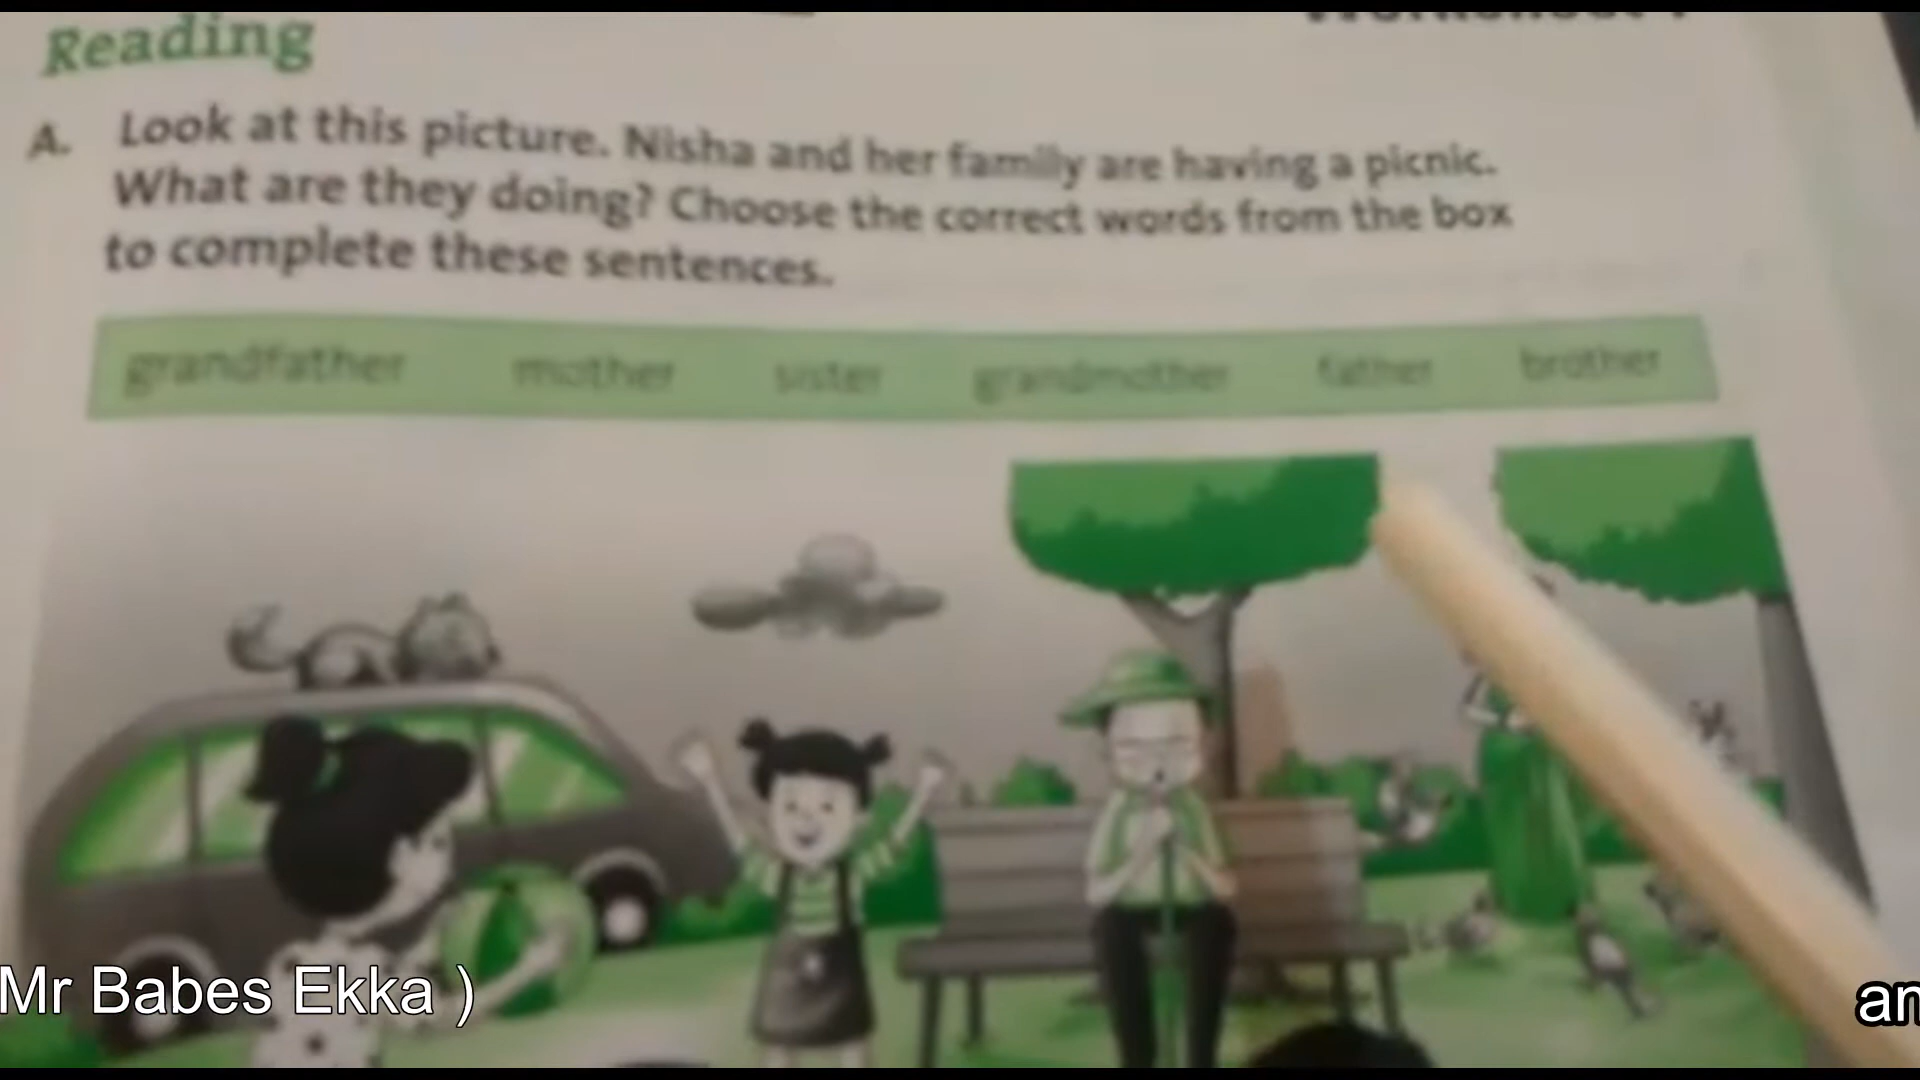 Reading
A. Look at this picture. Nisha and her family are having a picnic.
What are they doing? Choose the correct words from the box
to complete these sentences.
grandfather mother sister grandmother father brother
Mr Babes Ekka )
an